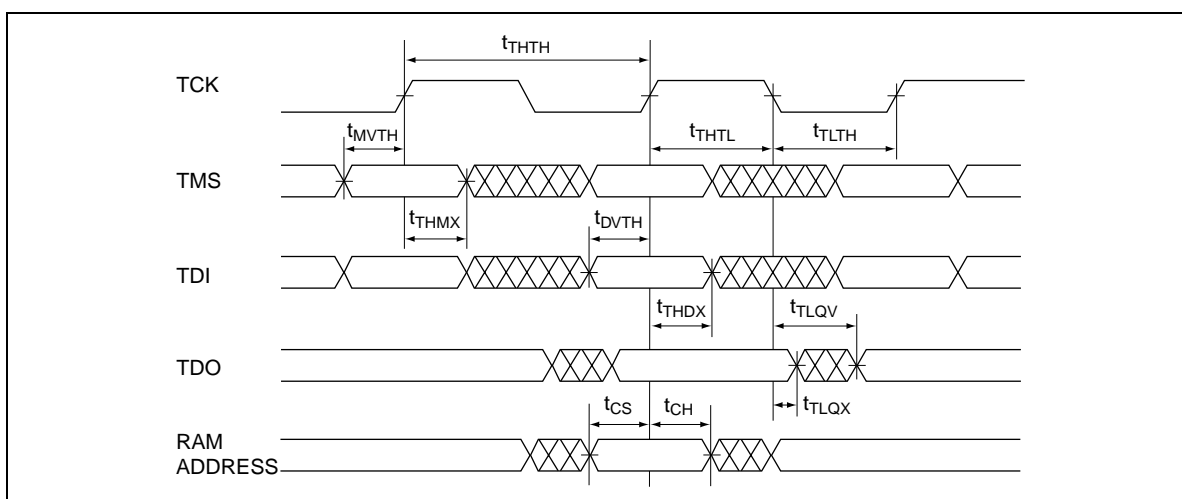 tTHTH
TCK
tMVTH tTHTL tTLTH
TMS
tTHMX tDVTH
TDI
tTHDX tTLQV
TDO
tCS tCH tTLQX
RAM
ADDRESS